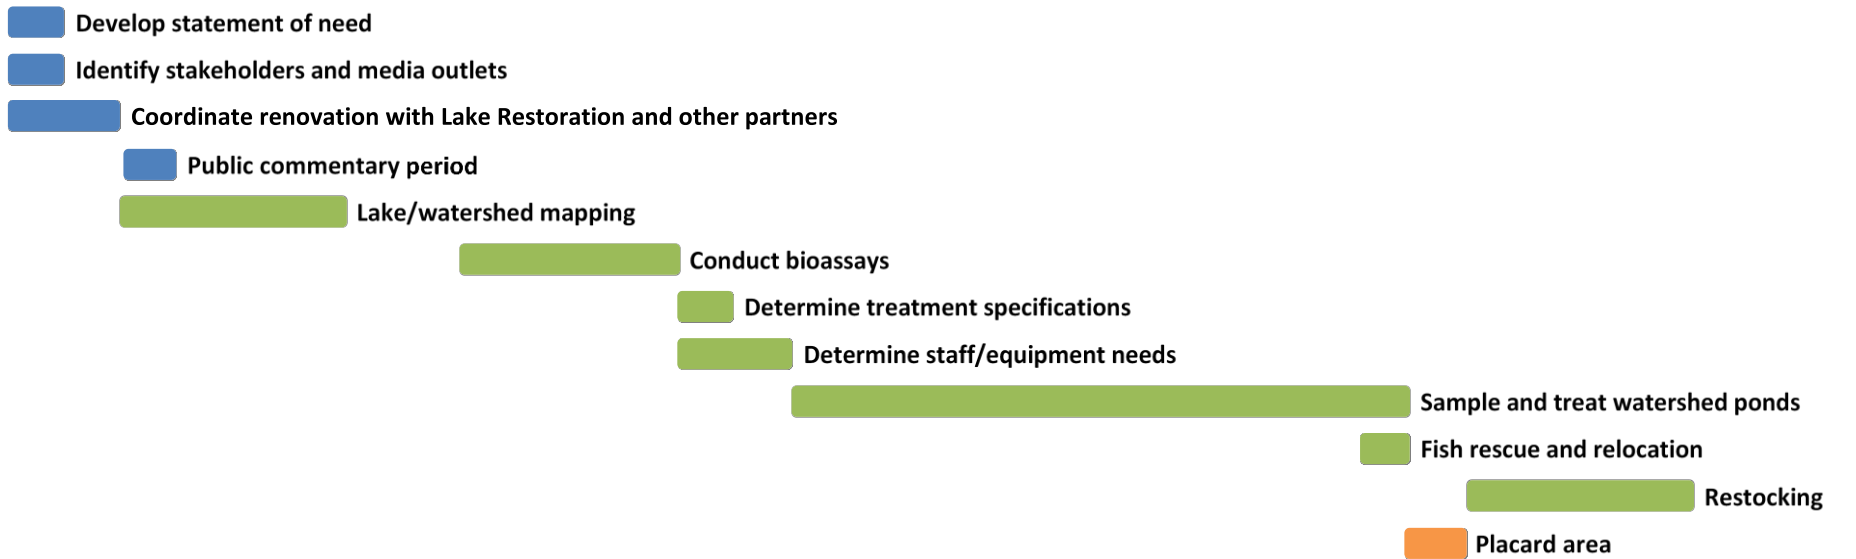 Develop statement of need
Identify stakeholders and media outlets
Coordinate renovation with Lake Restoration and other partners
Public commentary period
Lake/watershed mapping
Conduct bioassays
Determine treatment specifications
Determine staff/equipment needs
Sample and treat watershed ponds
Fish rescue and relocation
Restocking
Placard area